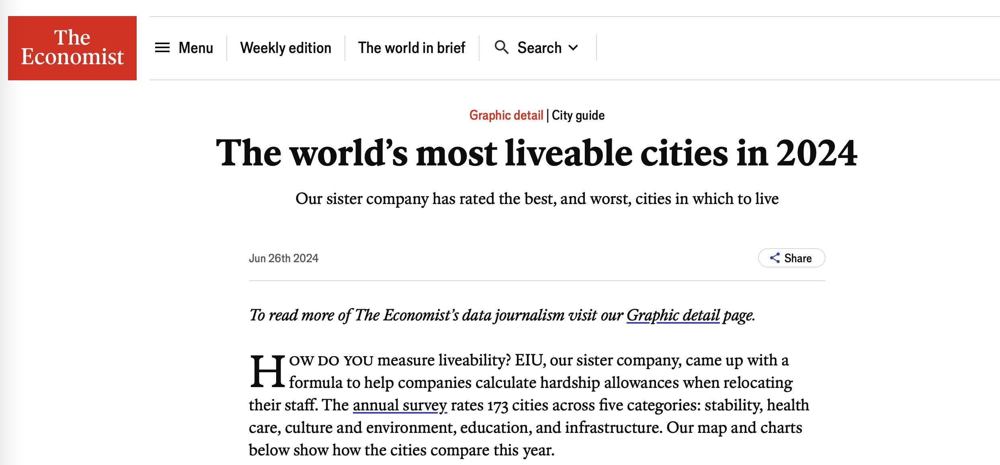 The
Economist
Menu
Weekly edition
The world in brief
Search
Graphic detail | City guide
The world’s most liveable cities in 2024
Our sister company has rated the best, and worst, cities in which to live
Jun 26th 2024
Share
To read more of The Economist’s data journalism visit our Graphic detail page.
HOW DO YOU measure liveability? EIU, our sister company, came up with a
formula to help companies calculate hardship allowances when relocating
their staff. The annual survey rates 173 cities across five categories: stability, health
care, culture and environment, education, and infrastructure. Our map and charts
below show how the cities compare this year.